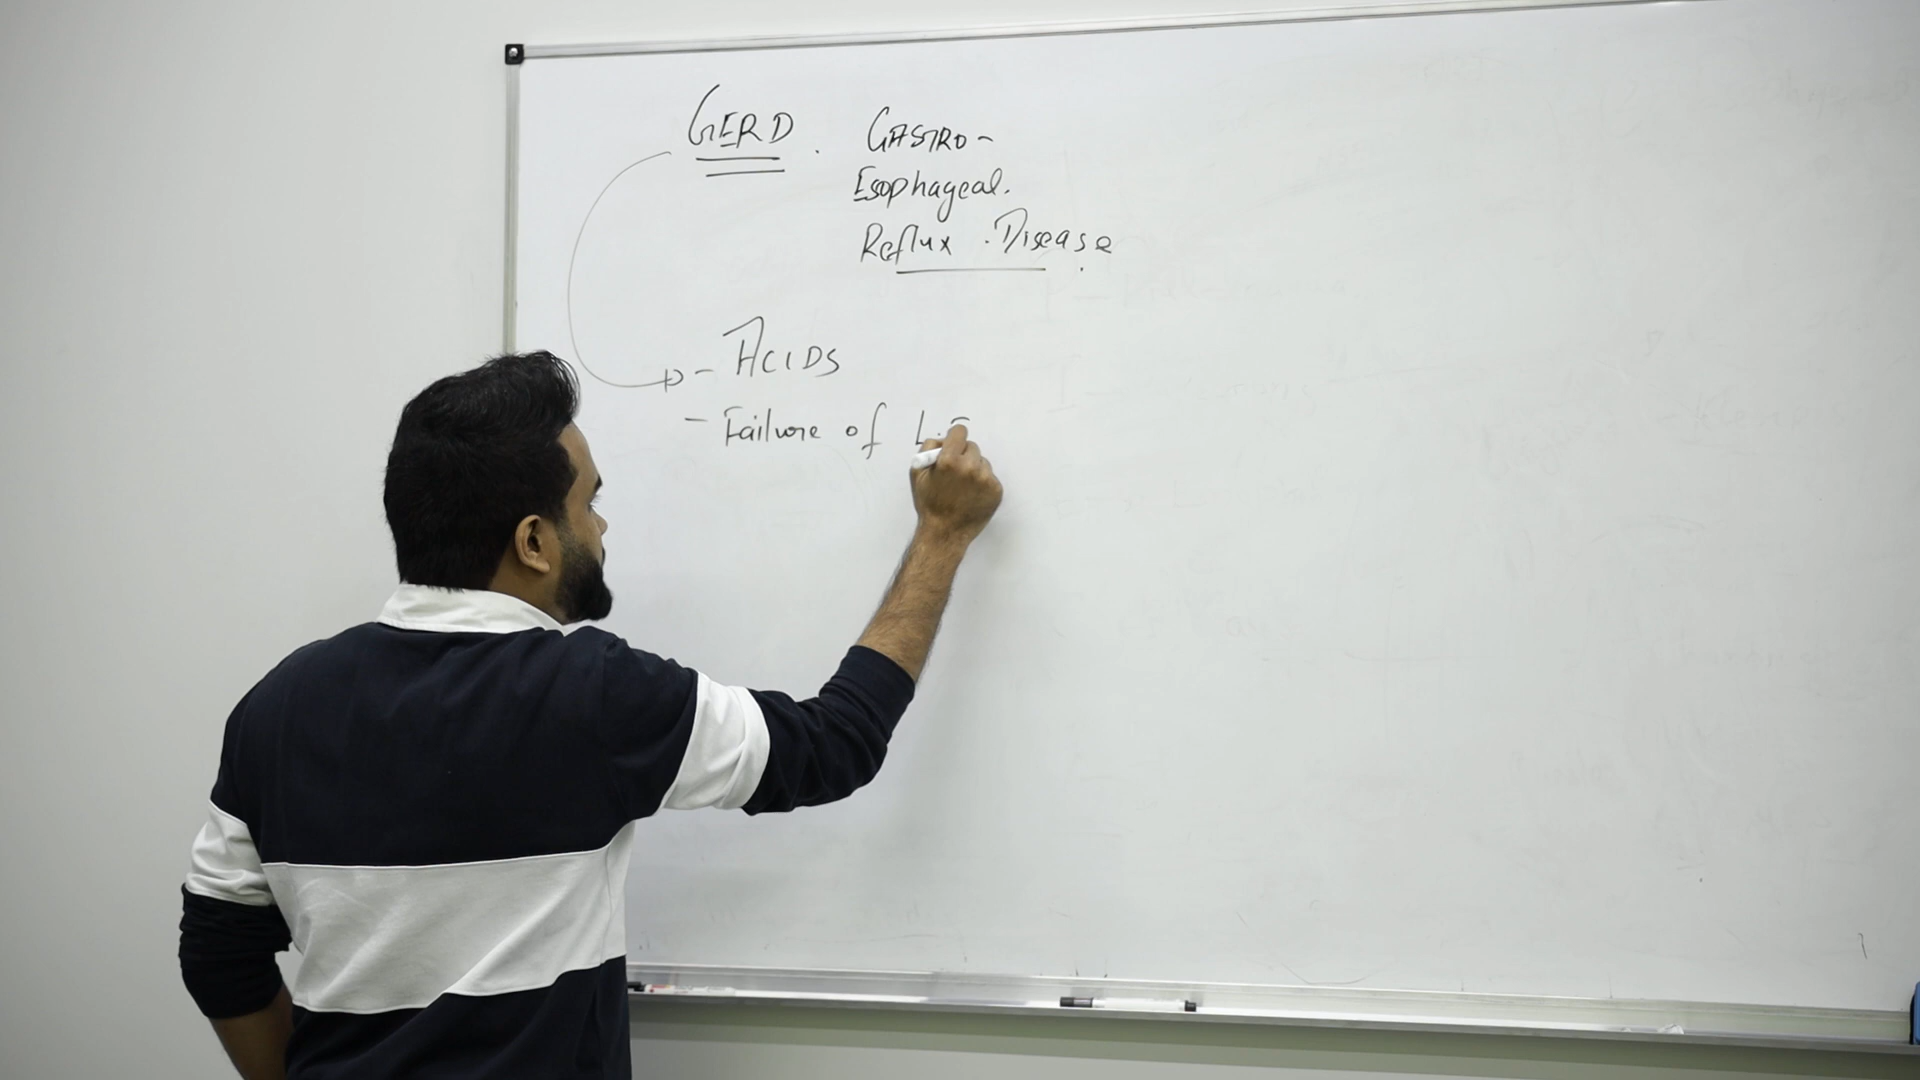 GERD . GASTRO -
Esophageal.
Reflux . Disease
- ACIDS
- Failure of L.E